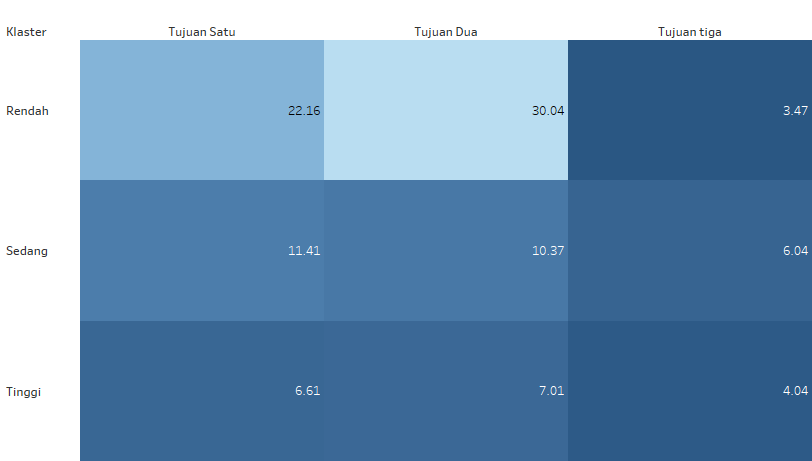 Klaster Tujuan Satu Tujuan Dua Tujuan tiga
Rendah 22.16 30.04 3.47
Sedang 11.41 10.37 6.04
Tinggi 6.61 7.01 4.04